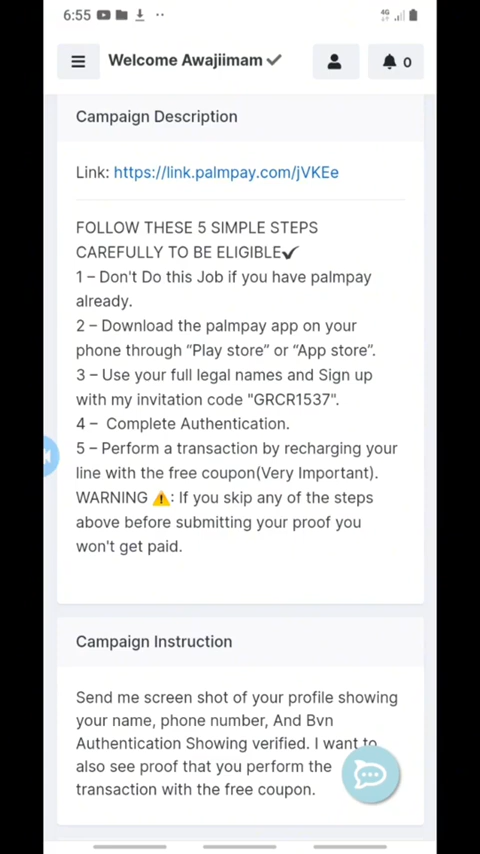 6:55
4G
Welcome Awajiimam ✔
0
Campaign Description
Link: https://link.palmpay.com/jVKEe
FOLLOW THESE 5 SIMPLE STEPS
CAREFULLY TO BE ELIGIBLE✔
1 – Don't Do this Job if you have palmpay
already.
2 – Download the palmpay app on your
phone through “Play store” or “App store”.
3 – Use your full legal names and Sign up
with my invitation code "GRCR1537".
4 –  Complete Authentication.
5 – Perform a transaction by recharging your
line with the free coupon(Very Important).
WARNING ⚠️: If you skip any of the steps
above before submitting your proof you
won't get paid.
Campaign Instruction
Send me screen shot of your profile showing
your name, phone number, And Bvn
Authentication Showing verified. I want to
also see proof that you perform the
transaction with the free coupon.